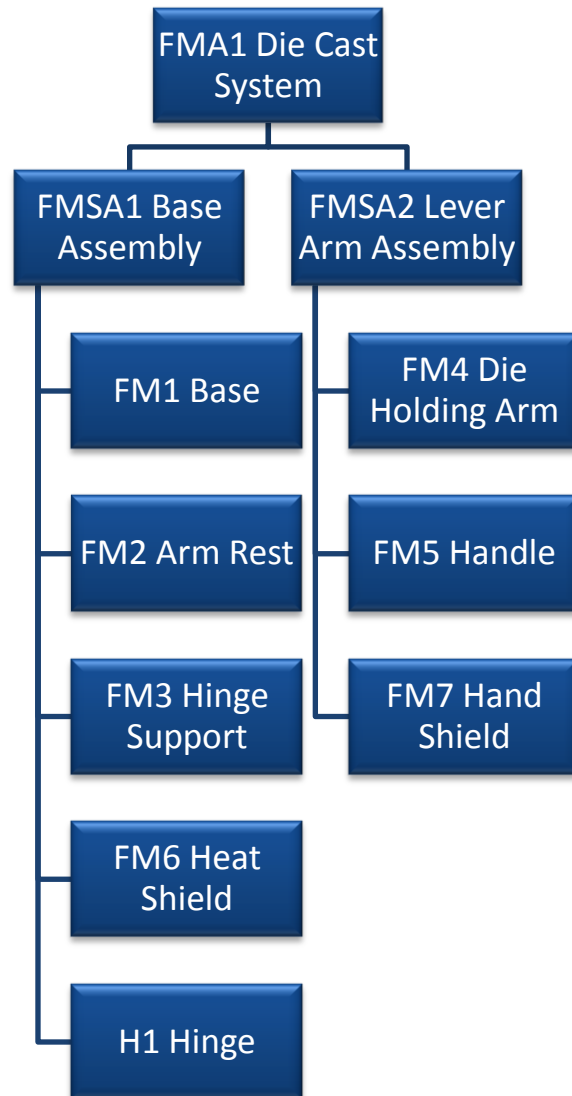 FMA1 Die Cast
System
FMSA1 Base
Assembly
FMSA2 Lever
Arm Assembly
FM1 Base
FM2 Arm Rest
FM3 Hinge
Support
FM6 Heat
Shield
H1 Hinge
FM4 Die
Holding Arm
FM5 Handle
FM7 Hand
Shield